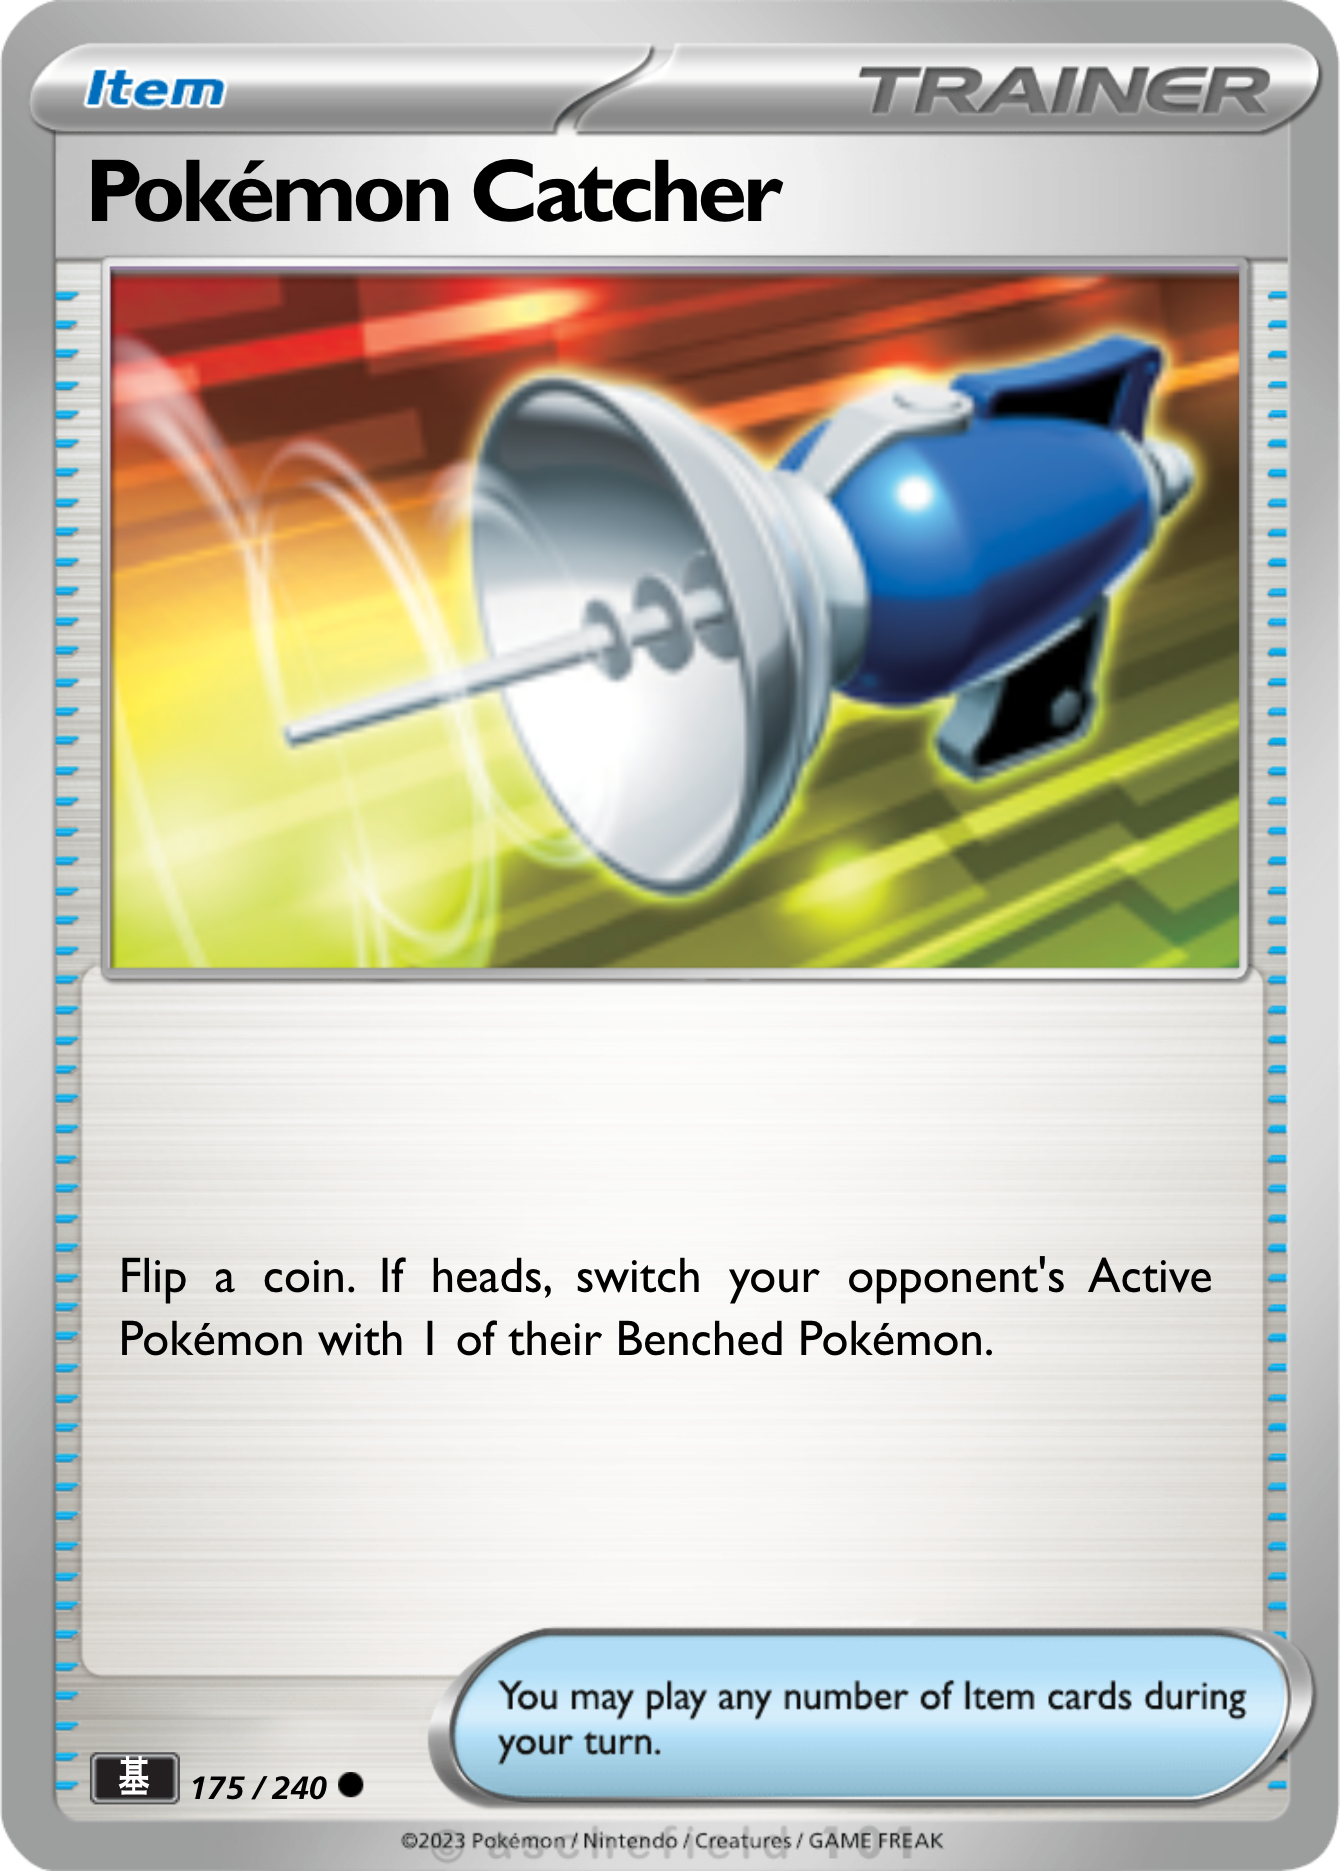 Item
TRAINER
Pokémon Catcher
Flip a coin. If heads, switch your opponent's Active
Pokémon with 1 of their Benched Pokémon.
You may play any number of Item cards during
your turn.
基 175 / 240
©2023 Pokémon / Nintendo / Creatures / GAME FREAK